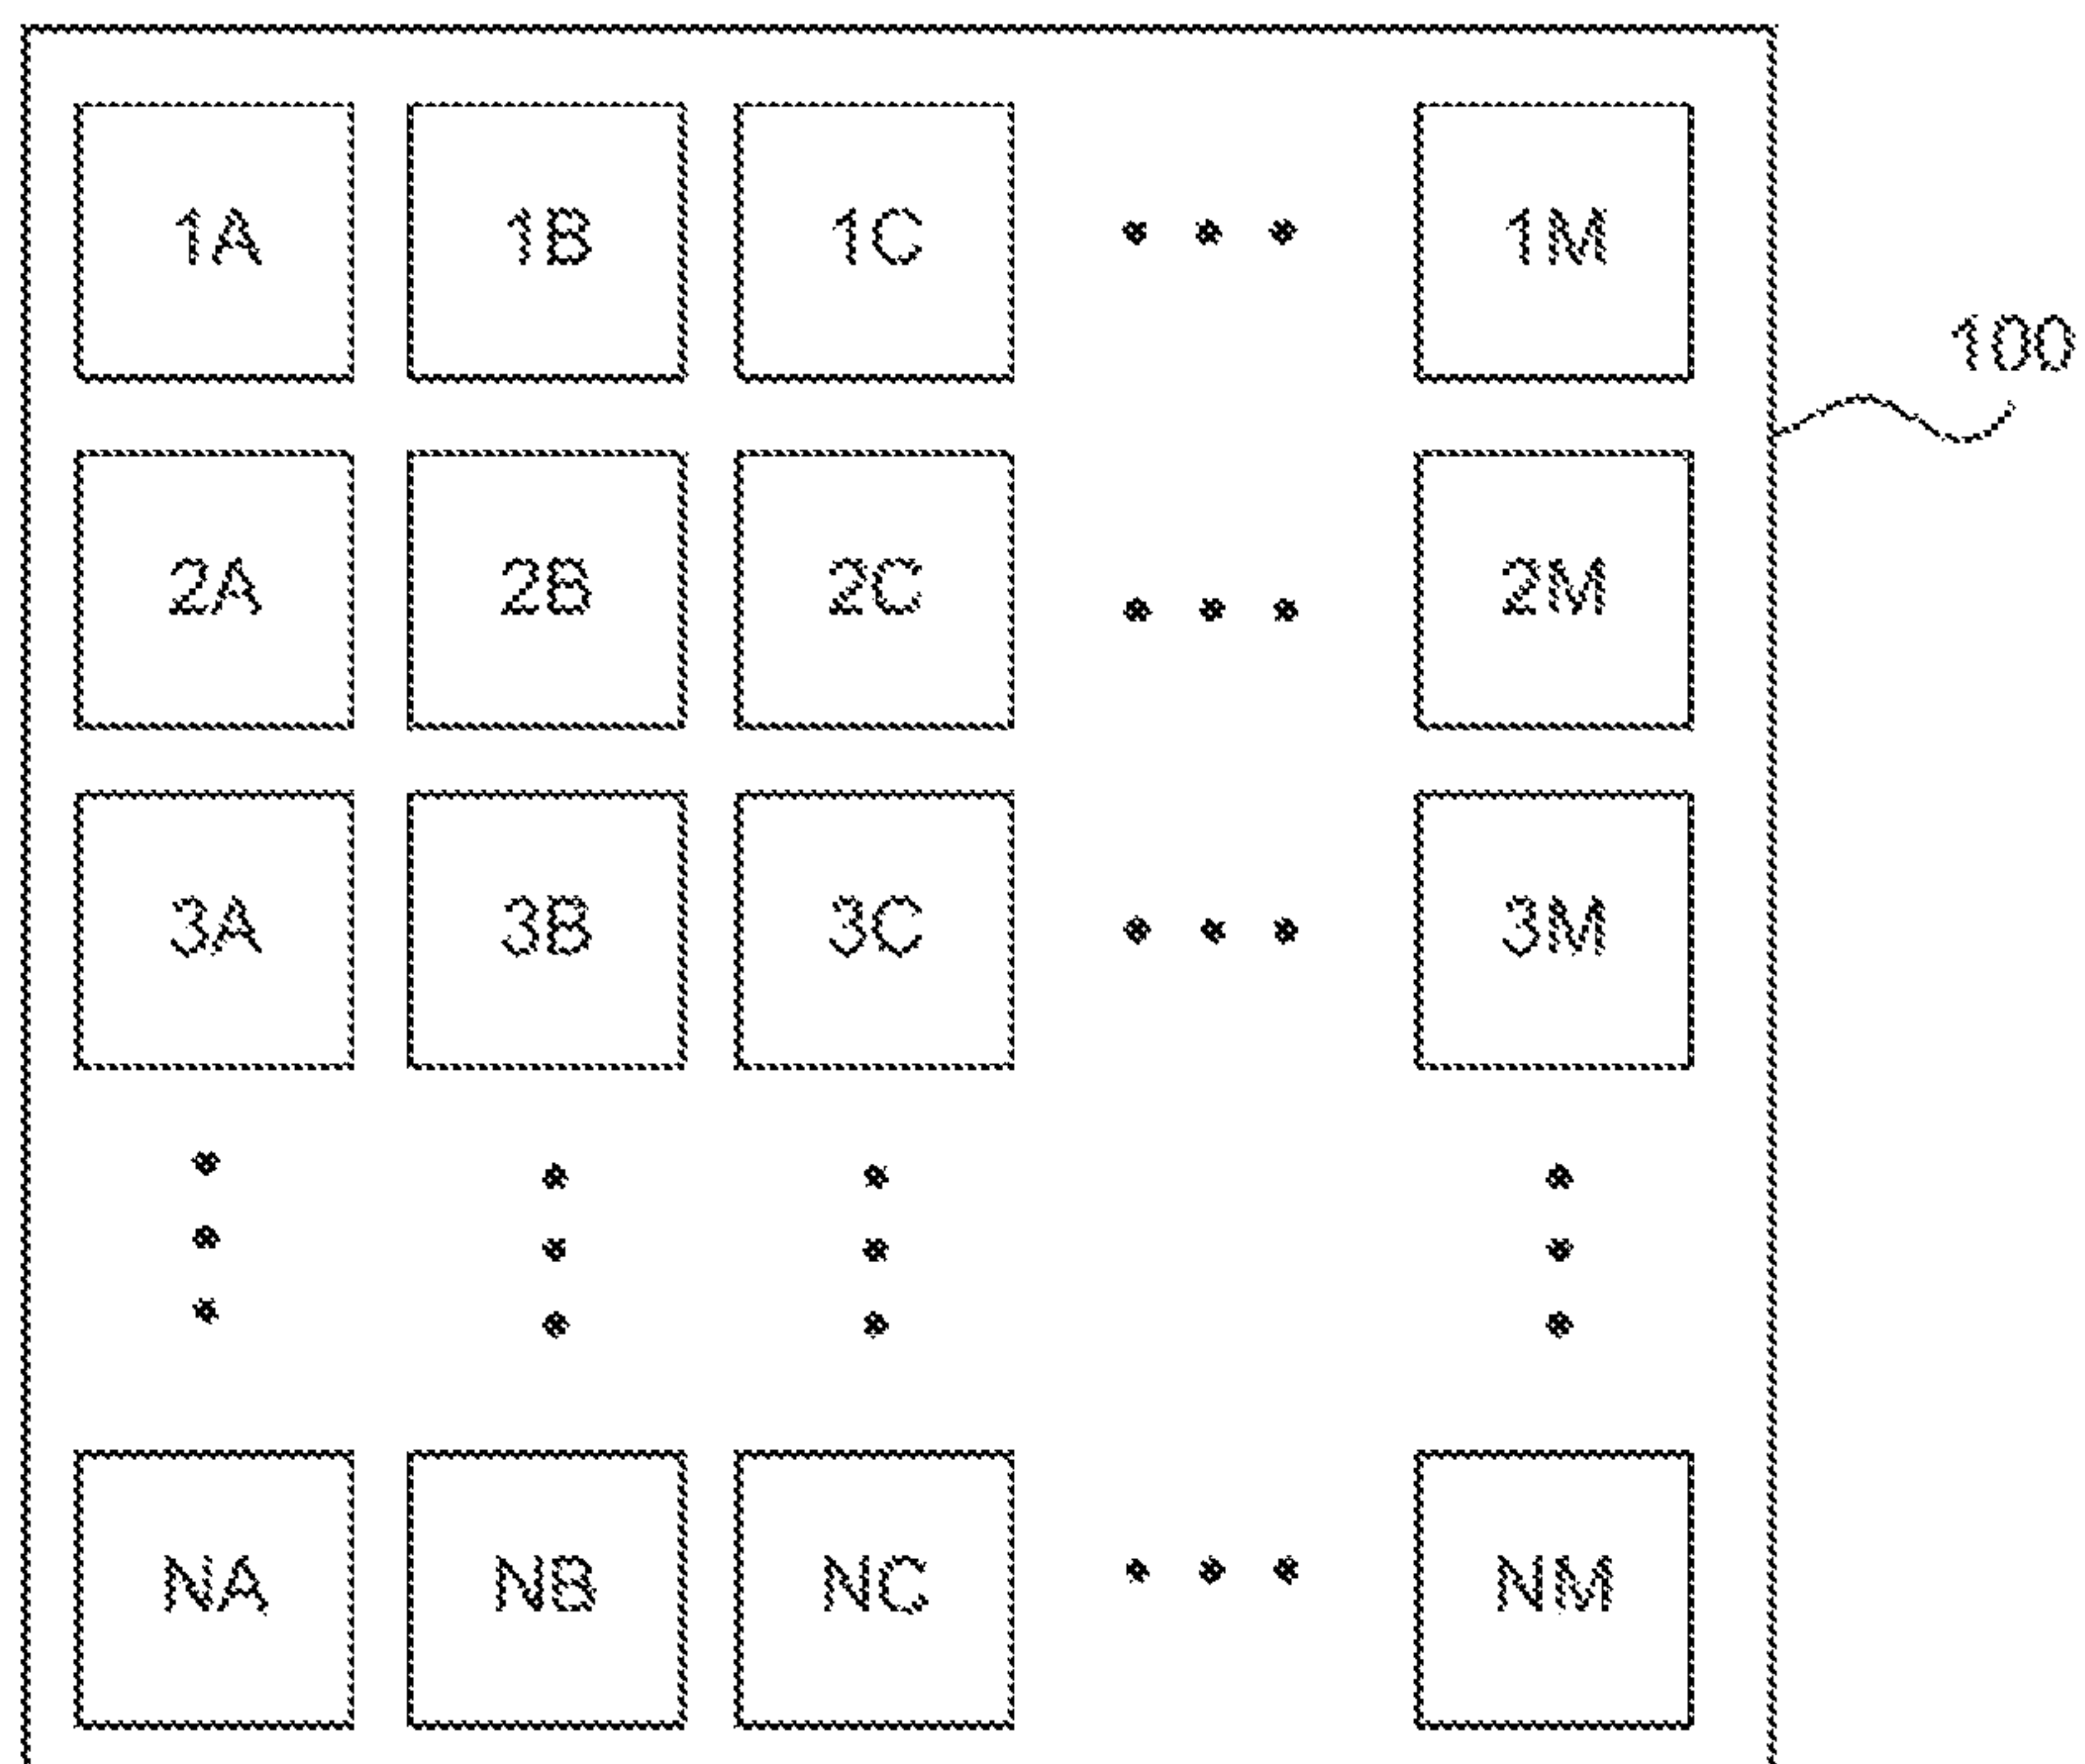 1A 1B 1C • • • 1M
100
2A 2B 2C • • • 2M
3A 3B 3C • • • 3M
NA NB NC • • • NM